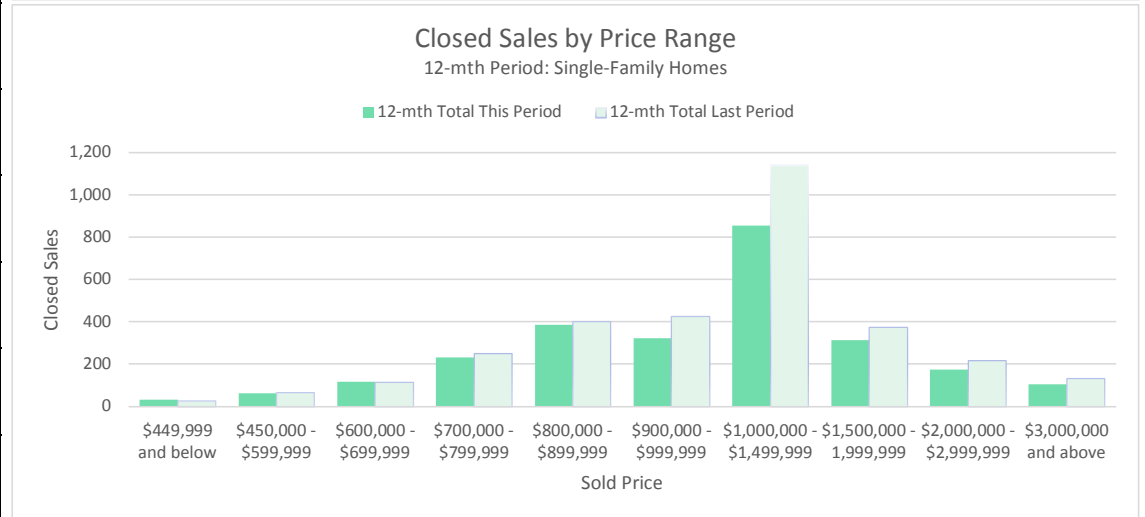 Closed Sales by Price Range
12-mth Period: Single-Family Homes
12-mth Total This Period 12-mth Total Last Period
1,200
1,000
800
600
400
200
0
Closed Sales
$449,999 $450,000 - $600,000 - $700,000 - $800,000 - $900,000 - $1,000,000 - $1,500,000 - $2,000,000 - $3,000,000
and below $599,999 $699,999 $799,999 $899,999 $999,999 $1,499,999 1,999,999 $2,999,999 and above
Sold Price